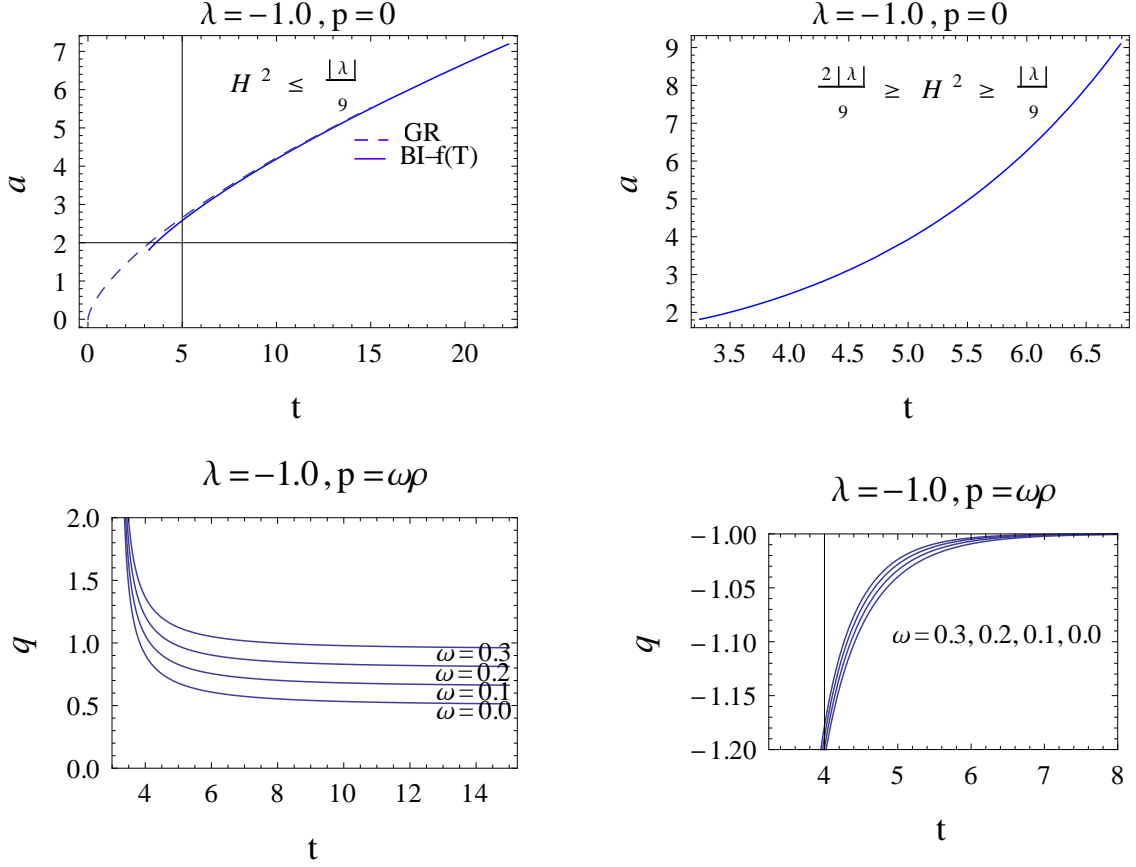 λ = −1.0 , p = 0
H² ≤ |λ|/9
GR
BI−f(T)
a
7
6
5
4
3
2
1
0
0 5 10 15 20
t
λ = −1.0 , p = 0
2|λ|/9 ≥ H² ≥ |λ|/9
a
9
8
7
6
5
4
3
2
3.5 4.0 4.5 5.0 5.5 6.0 6.5
t
λ = −1.0 , p = ωρ
q
2.0
1.5
1.0
0.5
0.0
ω = 0.3
ω = 0.2
ω = 0.1
ω = 0.0
4 6 8 10 12 14
t
λ = −1.0 , p = ωρ
q
−1.00
−1.05
−1.10
−1.15
−1.20
ω = 0.3, 0.2, 0.1, 0.0
4 5 6 7 8
t